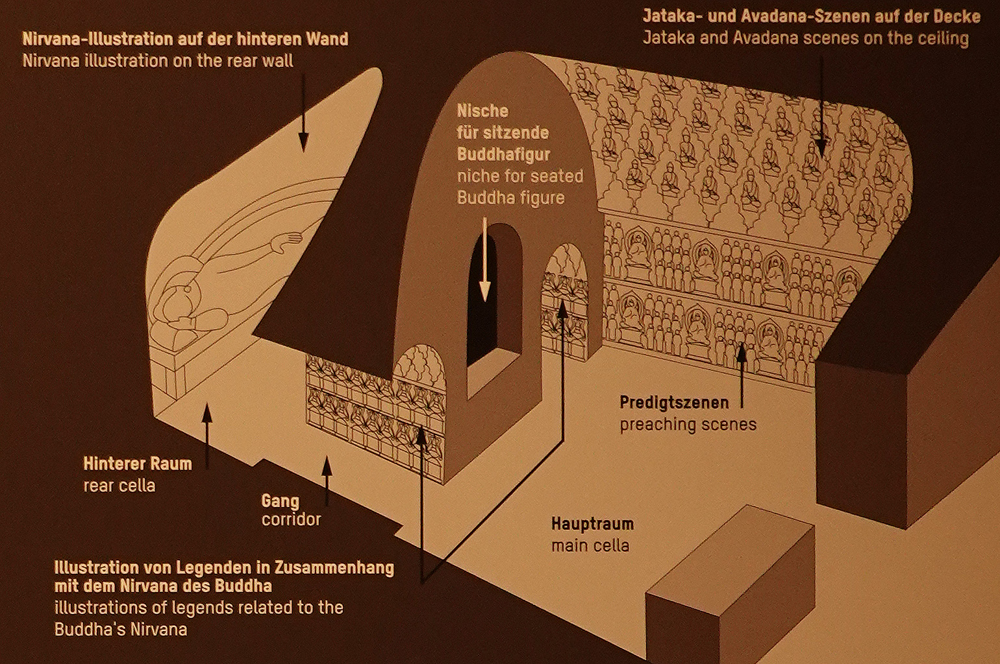 Nirvana-Illustration auf der hinteren Wand
Nirvana illustration on the rear wall
Jataka- und Avadana-Szenen auf der Decke
Jataka and Avadana scenes on the ceiling
Nische
für sitzende
Buddhafigur
niche for seated
Buddha figure
Predigtszenen
preaching scenes
Hinterer Raum
rear cella
Gang
corridor
Hauptraum
main cella
Illustration von Legenden in Zusammenhang
mit dem Nirvana des Buddha
illustrations of legends related to the
Buddha's Nirvana